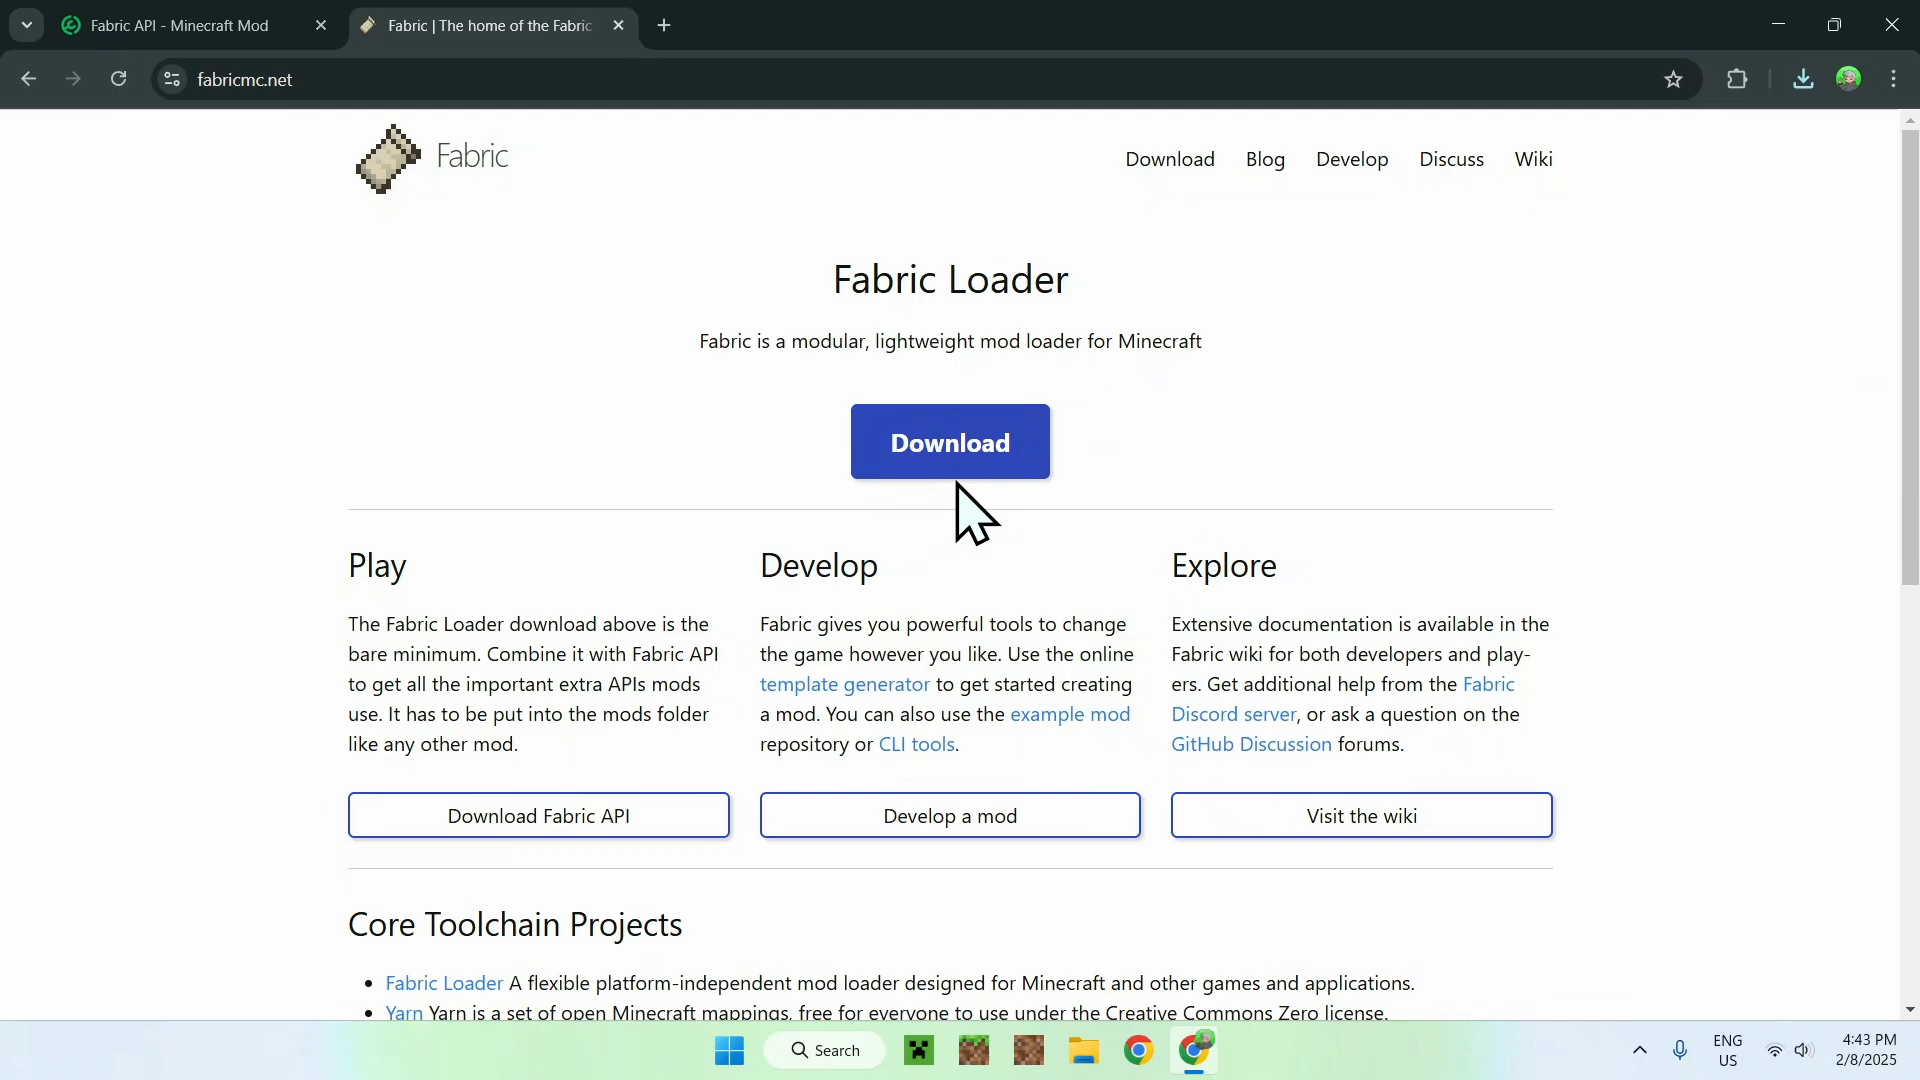 Fabric API - Minecraft Mod
Fabric | The home of the Fabric
fabricmc.net
Fabric
Download Blog Develop Discuss Wiki
Fabric Loader
Fabric is a modular, lightweight mod loader for Minecraft
Download
Play
The Fabric Loader download above is the
bare minimum. Combine it with Fabric API
to get all the important extra APIs mods
use. It has to be put into the mods folder
like any other mod.
Download Fabric API
Develop
Fabric gives you powerful tools to change
the game however you like. Use the online
template generator to get started creating
a mod. You can also use the example mod
repository or CLI tools.
Develop a mod
Explore
Extensive documentation is available in the
Fabric wiki for both developers and play-
ers. Get additional help from the Fabric
Discord server, or ask a question on the
GitHub Discussion forums.
Visit the wiki
Core Toolchain Projects
Fabric Loader A flexible platform-independent mod loader designed for Minecraft and other games and applications.
Yarn Yarn is a set of open Minecraft mappings, free for everyone to use under the Creative Commons Zero license.
Search
ENG
US
4:43 PM
2/8/2025